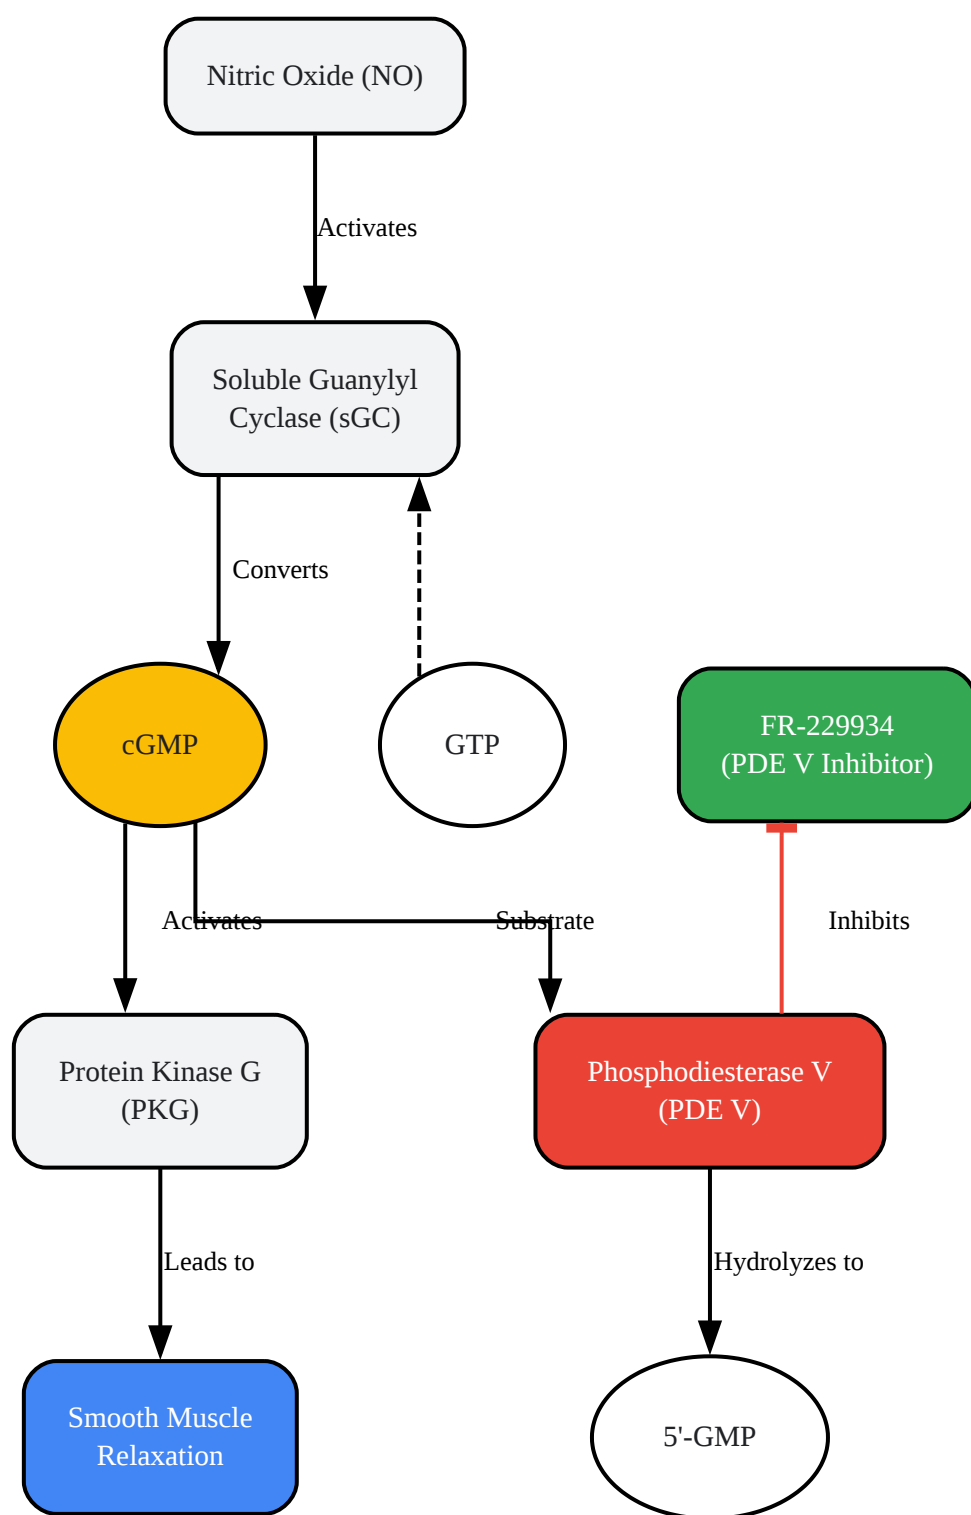 Nitric Oxide (NO)
Activates
Soluble Guanylyl
Cyclase (sGC)
Converts
cGMP
GTP
FR-229934
(PDE V Inhibitor)
Activates
Substrate
Inhibits
Protein Kinase G
(PKG)
Phosphodiesterase V
(PDE V)
Leads to
Hydrolyzes to
Smooth Muscle
Relaxation
5'-GMP